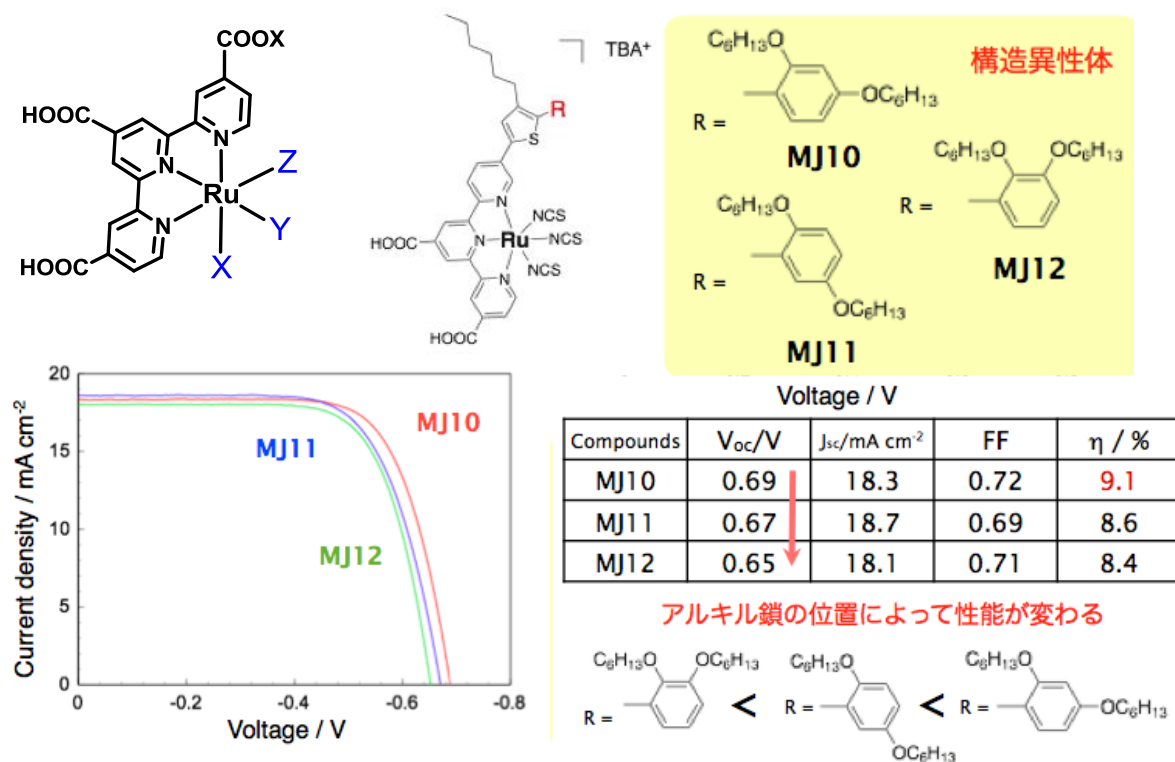 COOX
HOOC
N
N
N
Ru
Z
Y
X
HOOC
TBA⁺
R
S
N
N
N
Ru
NCS
NCS
NCS
HOOC
HOOC
構造異性体
C₆H₁₃O
OC₆H₁₃
R =
MJ10
C₆H₁₃O OC₆H₁₃
R =
MJ12
C₆H₁₃O
R =
OC₆H₁₃
MJ11
20
15
10
5
0
Current density / mA cm⁻²
MJ10
MJ11
MJ12
0 -0.2 -0.4 -0.6 -0.8
Voltage / V
Voltage / V
Compounds Voc/V Jsc/mA cm⁻² FF η / %
MJ10 0.69 18.3 0.72 9.1
MJ11 0.67 18.7 0.69 8.6
MJ12 0.65 18.1 0.71 8.4
アルキル鎖の位置によって性能が変わる
C₆H₁₃O OC₆H₁₃
R =
<
C₆H₁₃O
R =
OC₆H₁₃
<
C₆H₁₃O
R =
OC₆H₁₃